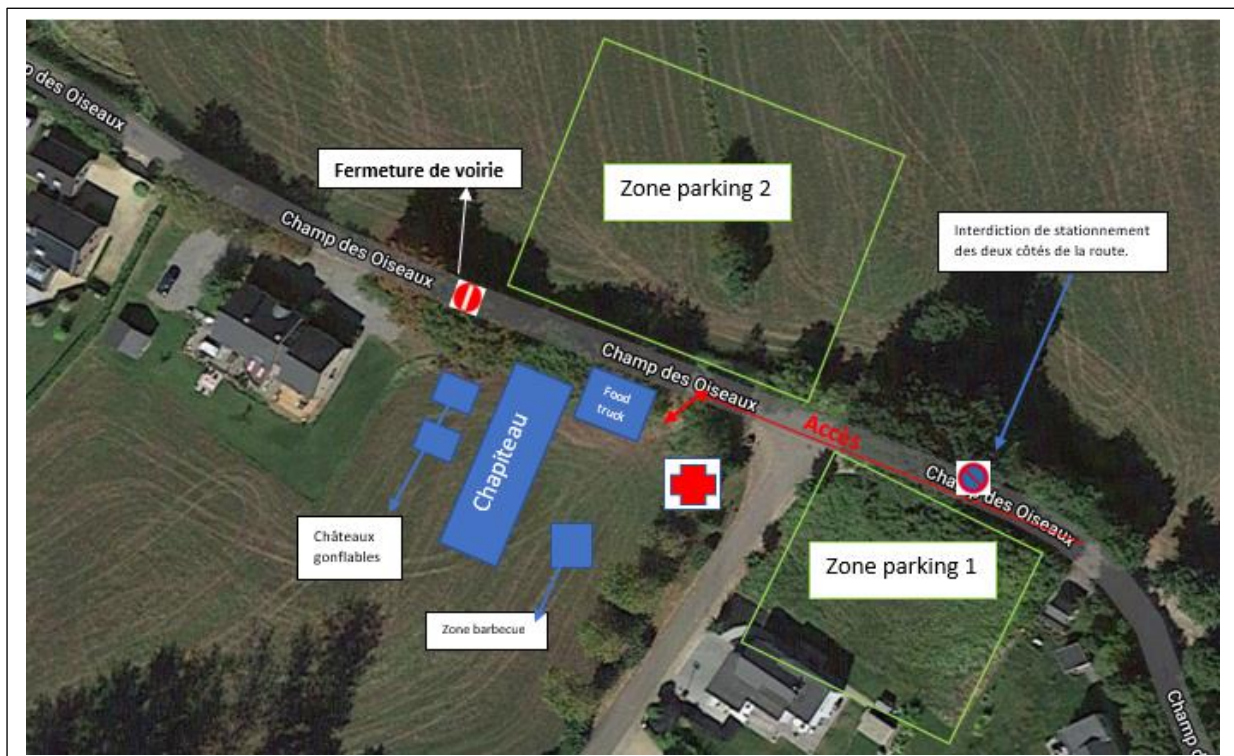 p des Oiseaux
Fermeture de voirie
Zone parking 2
Interdiction de stationnement
des deux côtés de la route.
Champ des Oiseaux
Champ des Oiseaux
Food
truck
Accès
Chapiteau
Champ des Oiseaux
Châteaux
gonflables
Zone parking 1
Zone barbecue
Champ d